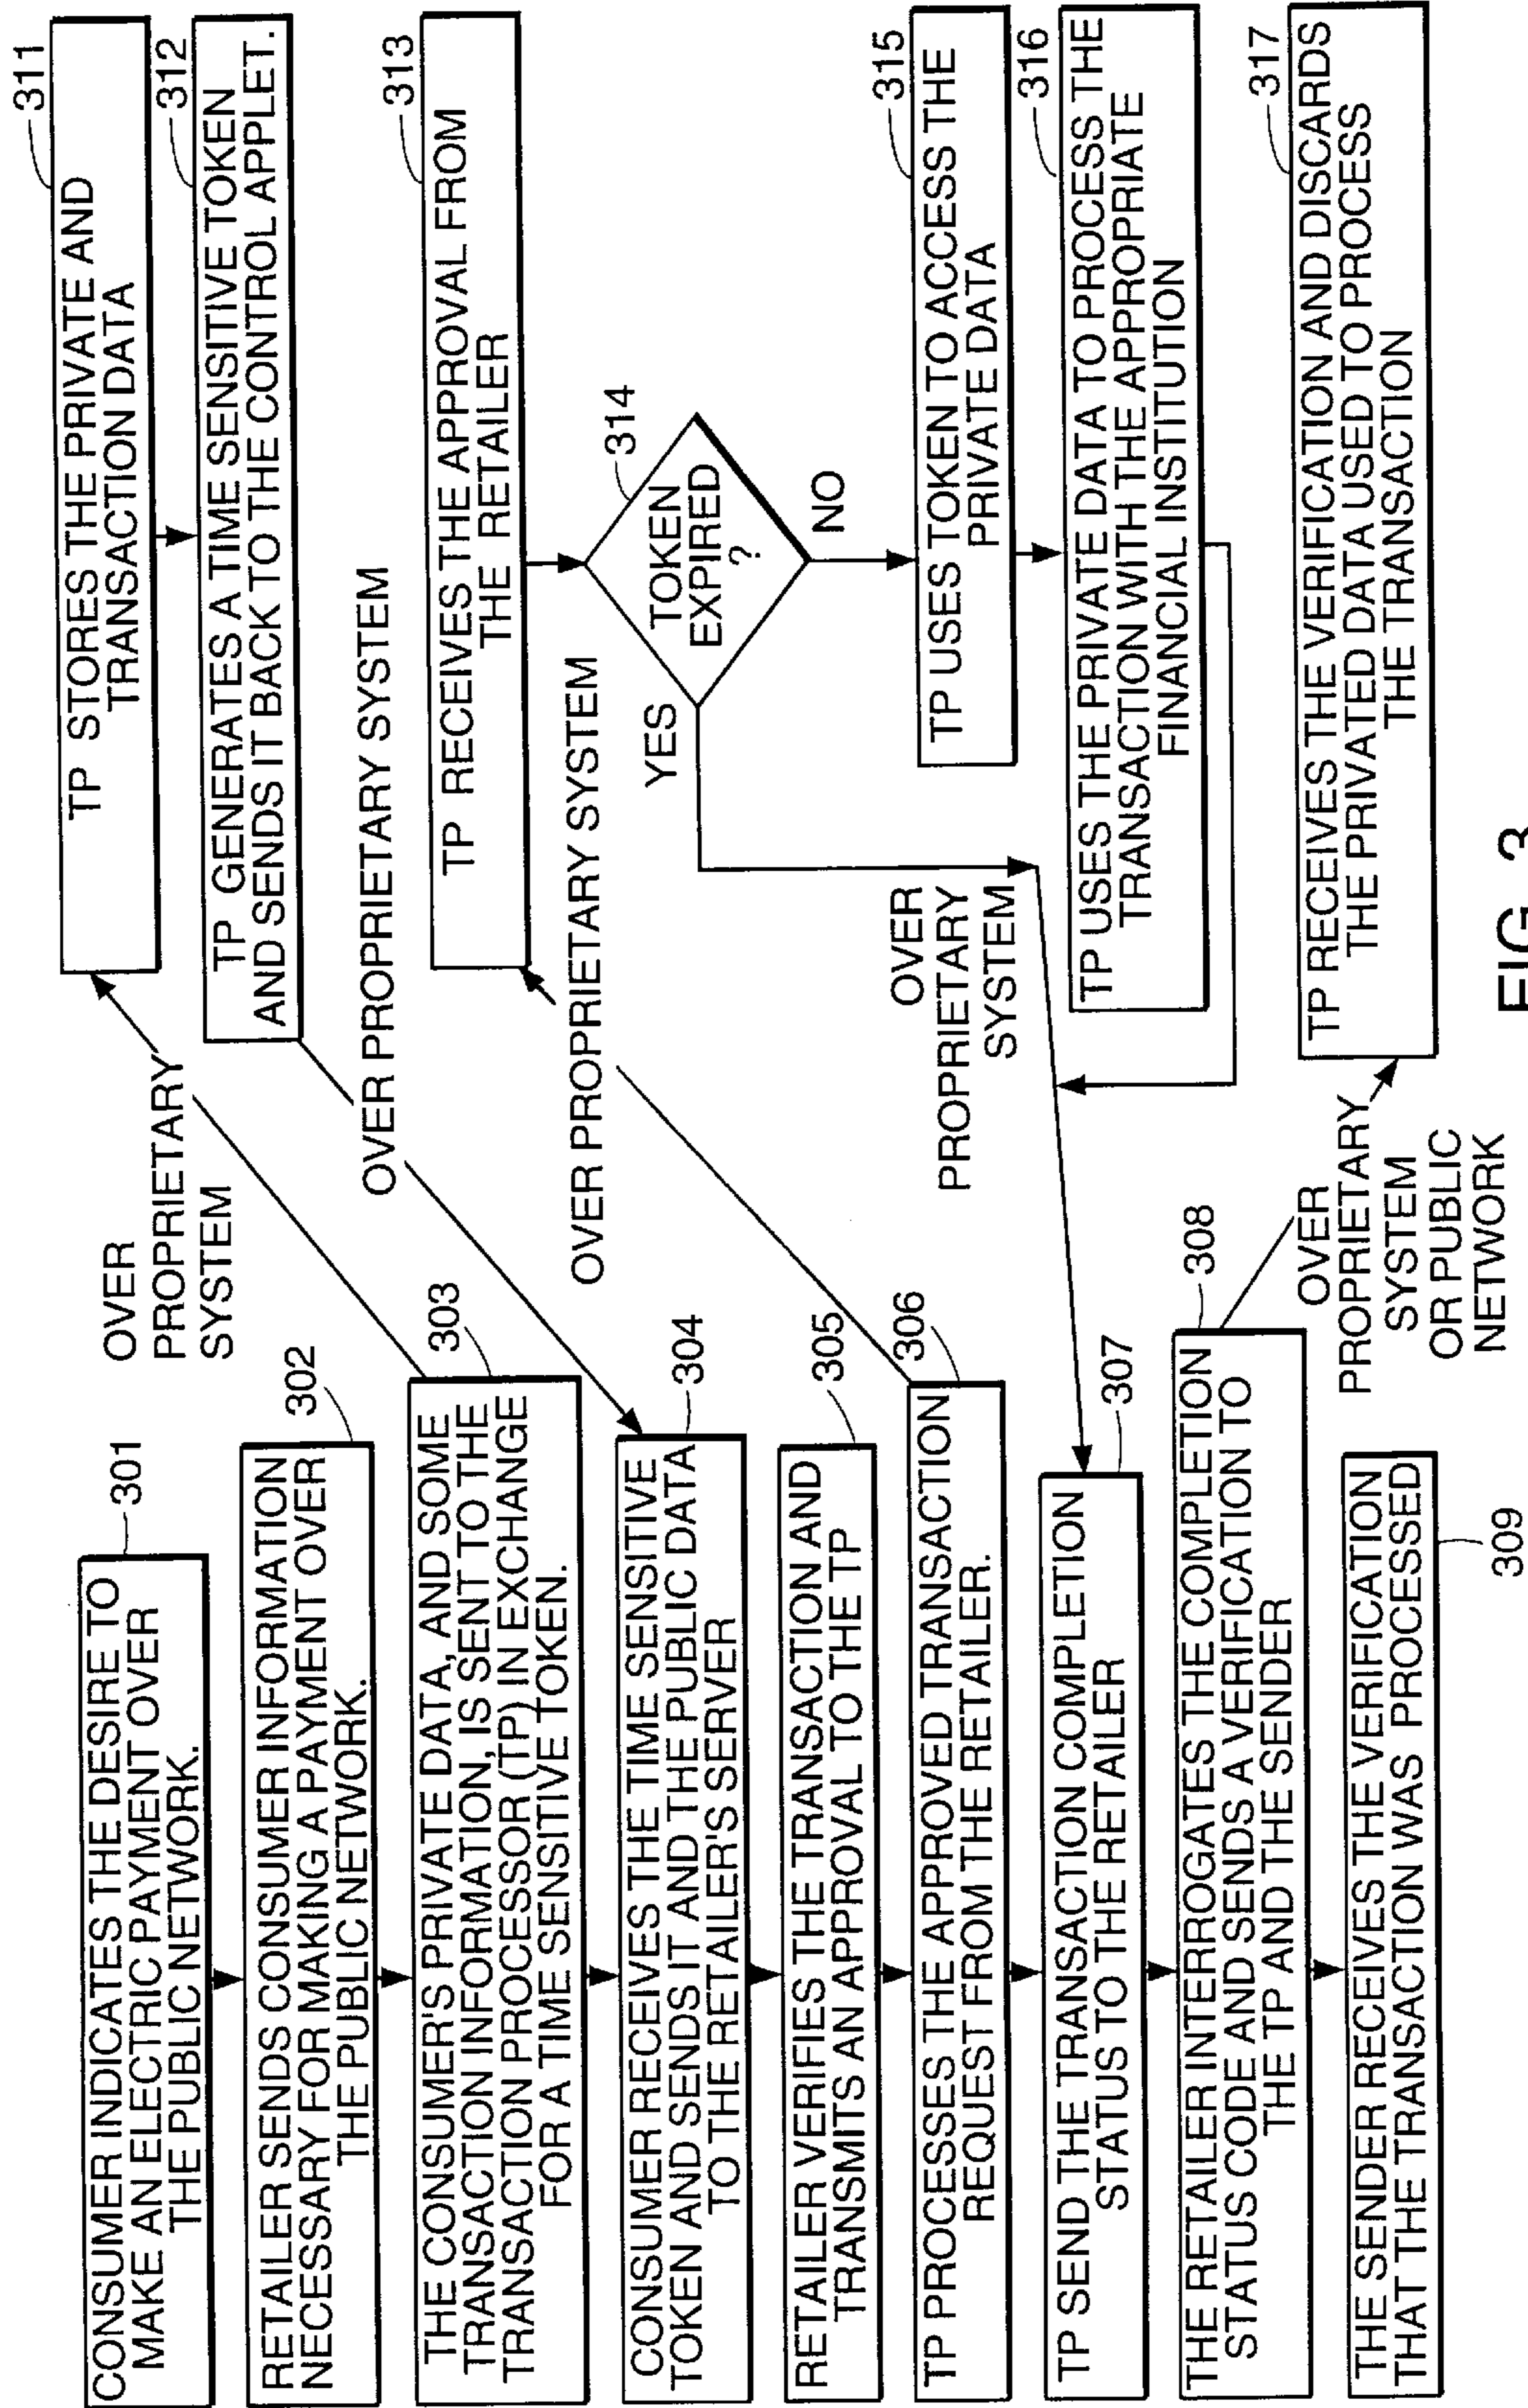 301
CONSUMER INDICATES THE DESIRE TO
MAKE AN ELECTRIC PAYMENT OVER
THE PUBLIC NETWORK.
302
RETAILER SENDS CONSUMER INFORMATION
NECESSARY FOR MAKING A PAYMENT OVER
THE PUBLIC NETWORK.
303
THE CONSUMER'S PRIVATE DATA, AND SOME
TRANSACTION INFORMATION, IS SENT TO THE
TRANSACTION PROCESSOR (TP) IN EXCHANGE
FOR A TIME SENSITIVE TOKEN.
304
CONSUMER RECEIVES THE TIME SENSITIVE
TOKEN AND SENDS IT AND THE PUBLIC DATA
TO THE RETAILER'S SERVER
305
RETAILER VERIFIES THE TRANSACTION AND
TRANSMITS AN APPROVAL TO THE TP
306
TP PROCESSES THE APPROVED TRANSACTION
REQUEST FROM THE RETAILER.
307
TP SEND THE TRANSACTION COMPLETION
STATUS TO THE RETAILER
308
THE RETAILER INTERROGATES THE COMPLETION
STATUS CODE AND SENDS A VERIFICATION TO
THE TP AND THE SENDER
THE SENDER RECEIVES THE VERIFICATION
THAT THE TRANSACTION WAS PROCESSED
309
OVER
PROPRIETARY
SYSTEM
OVER PROPRIETARY SYSTEM
OVER PROPRIETARY SYSTEM
OVER
PROPRIETARY
SYSTEM
OVER
PROPRIETARY
SYSTEM
OR PUBLIC
NETWORK
311
TP STORES THE PRIVATE AND
TRANSACTION DATA
312
TP GENERATES A TIME SENSITIVE TOKEN
AND SENDS IT BACK TO THE CONTROL APPLET.
313
TP RECEIVES THE APPROVAL FROM
THE RETAILER
314
TOKEN
EXPIRED
?
YES
NO
315
TP USES TOKEN TO ACCESS THE
PRIVATE DATA
316
TP USES THE PRIVATE DATA TO PROCESS THE
TRANSACTION WITH THE APPROPRIATE
FINANCIAL INSTITUTION
317
TP RECEIVES THE VERIFICATION AND DISCARDS
THE PRIVATED DATA USED TO PROCESS
THE TRANSACTION
FIG. 3